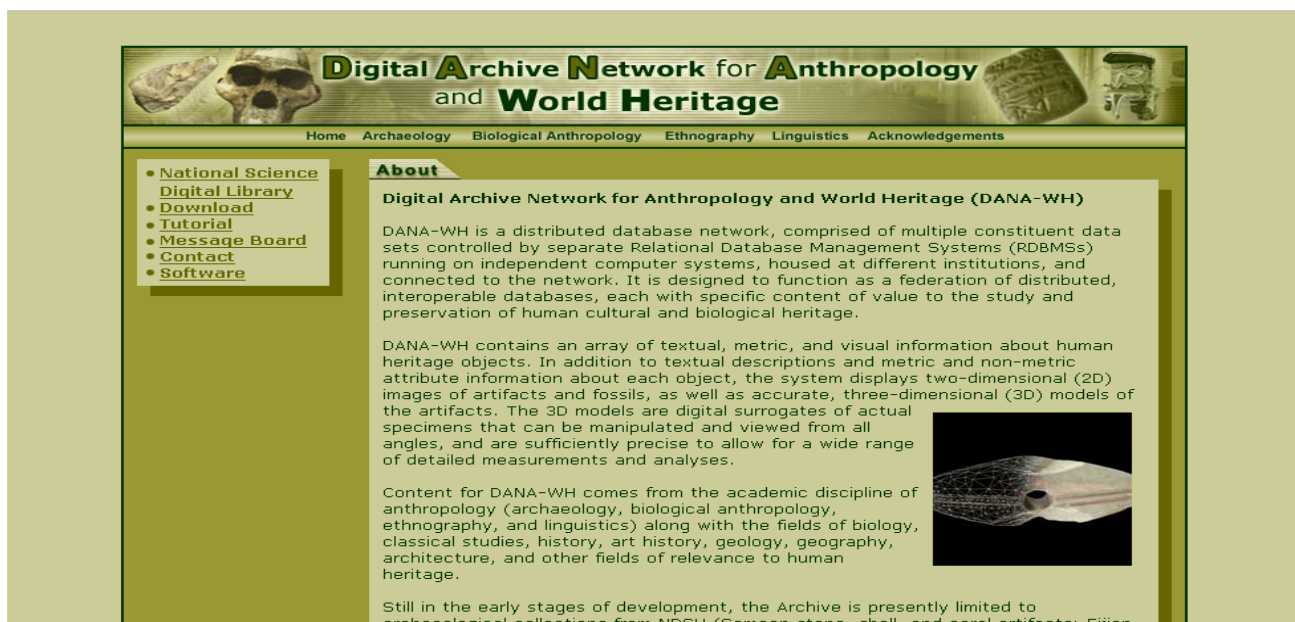 Digital Archive Network for Anthropology
and World Heritage
Home Archaeology Biological Anthropology Ethnography Linguistics Acknowledgements
National Science
Digital Library
Download
Tutorial
Message Board
Contact
Software
About
Digital Archive Network for Anthropology and World Heritage (DANA-WH)
DANA-WH is a distributed database network, comprised of multiple constituent data
sets controlled by separate Relational Database Management Systems (RDBMSs)
running on independent computer systems, housed at different institutions, and
connected to the network. It is designed to function as a federation of distributed,
interoperable databases, each with specific content of value to the study and
preservation of human cultural and biological heritage.
DANA-WH contains an array of textual, metric, and visual information about human
heritage objects. In addition to textual descriptions and metric and non-metric
attribute information about each object, the system displays two-dimensional (2D)
images of artifacts and fossils, as well as accurate, three-dimensional (3D) models of
the artifacts. The 3D models are digital surrogates of actual
specimens that can be manipulated and viewed from all
angles, and are sufficiently precise to allow for a wide range
of detailed measurements and analyses.
Content for DANA-WH comes from the academic discipline of
anthropology (archaeology, biological anthropology,
ethnography, and linguistics) along with the fields of biology,
classical studies, history, art history, geology, geography,
architecture, and other fields of relevance to human
heritage.
Still in the early stages of development, the Archive is presently limited to
archaeological collections from NDSU (Samoan stone, shell, and coral artifacts; Fijian